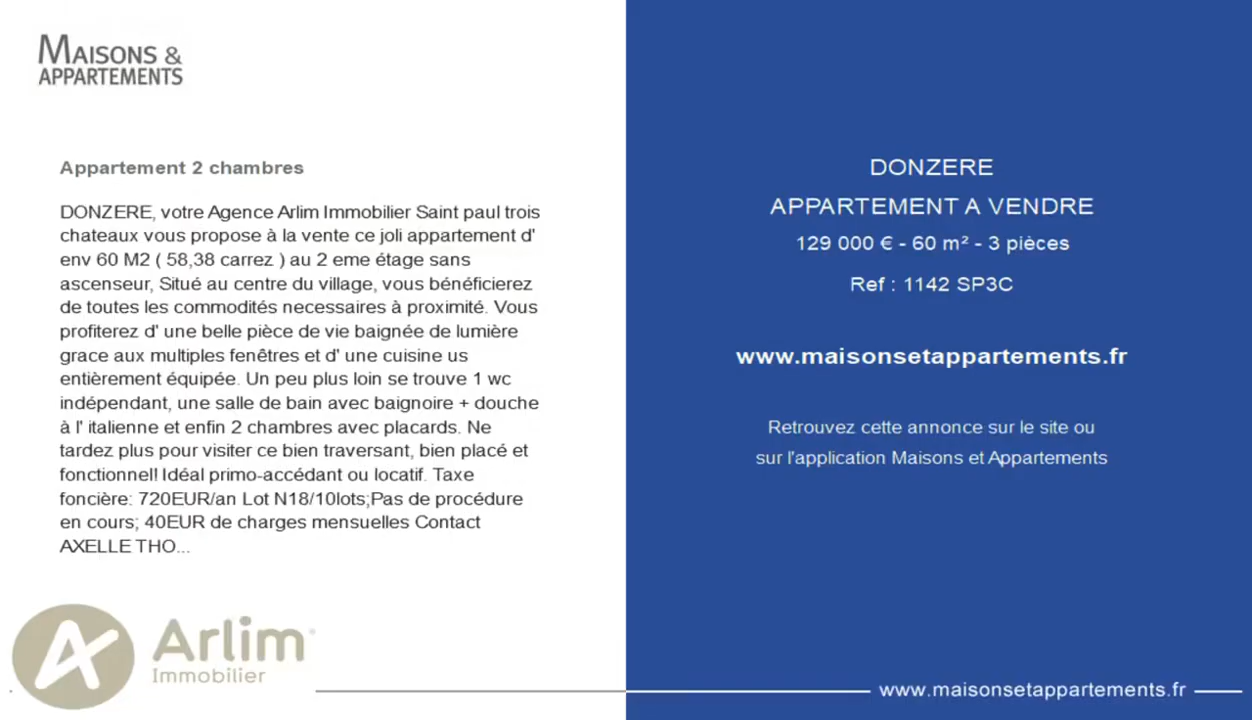 MAISONS &
APPARTEMENTS
Appartement 2 chambres
DONZERE, votre Agence Arlim Immobilier Saint paul trois
chateaux vous propose à la vente ce joli appartement d'
env 60 M2 ( 58,38 carrez ) au 2 eme étage sans
ascenseur, Situé au centre du village, vous bénéficierez
de toutes les commodités necessaires à proximité. Vous
profiterez d' une belle pièce de vie baignée de lumière
grace aux multiples fenêtres et d' une cuisine us
entièrement équipée. Un peu plus loin se trouve 1 wc
indépendant, une salle de bain avec baignoire + douche
à l' italienne et enfin 2 chambres avec placards. Ne
tardez plus pour visiter ce bien traversant, bien placé et
fonctionnel! Idéal primo-accédant ou locatif. Taxe
foncière: 720EUR/an Lot N18/10lots;Pas de procédure
en cours; 40EUR de charges mensuelles Contact
AXELLE THO...
Arlim
Immobilier
DONZERE
APPARTEMENT A VENDRE
129 000 € - 60 m² - 3 pièces
Ref : 1142 SP3C
www.maisonsetappartements.fr
Retrouvez cette annonce sur le site ou
sur l'application Maisons et Appartements
www.maisonsetappartements.fr